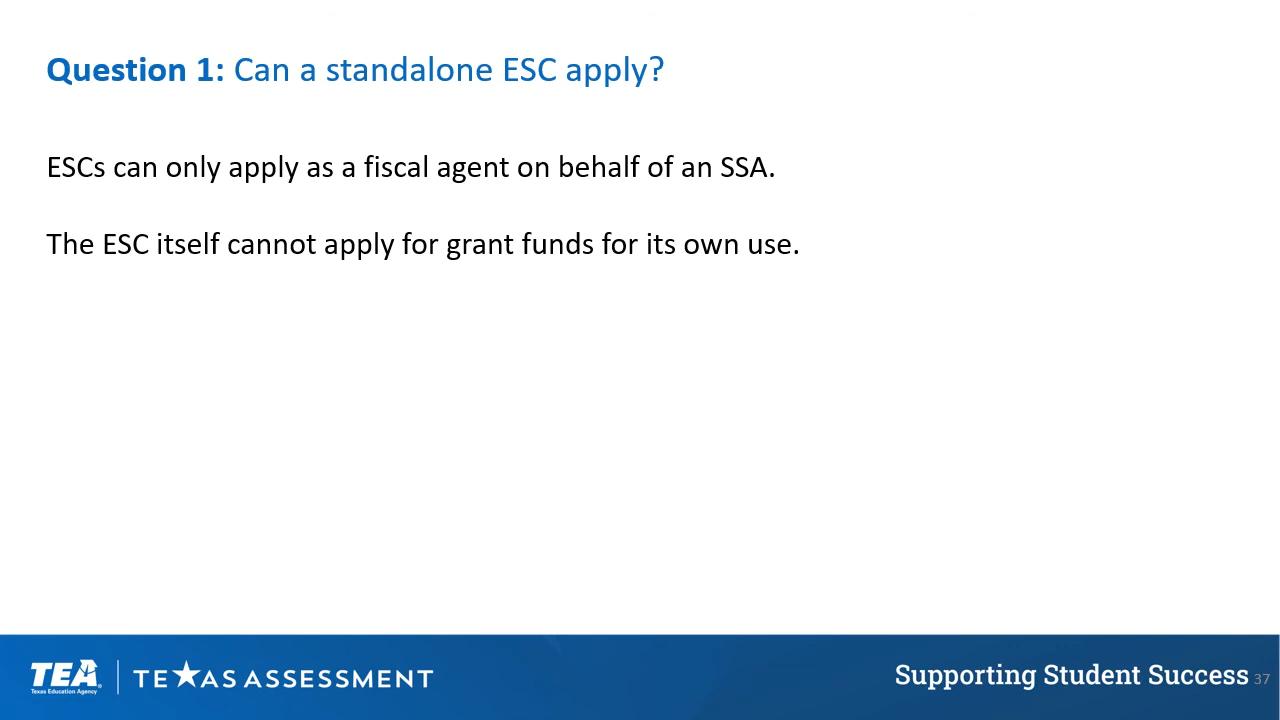 Question 1: Can a standalone ESC apply?
ESCs can only apply as a fiscal agent on behalf of an SSA.
The ESC itself cannot apply for grant funds for its own use.
TEA
Texas Education Agency
TEXAS ASSESSMENT
Supporting Student Success 37